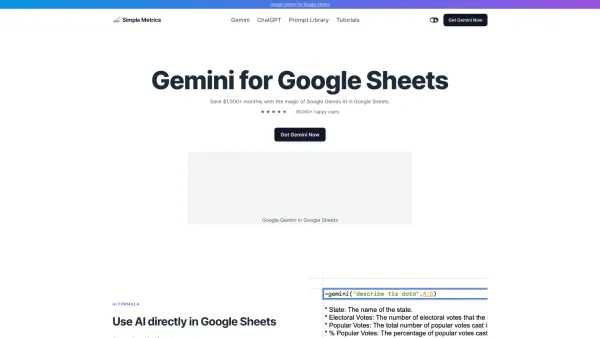 Google Gemini for Google Sheets
Simple Metrics
Gemini
ChatGPT
Prompt Library
Tutorials
Get Gemini Now
Gemini for Google Sheets
Save $1,000+ monthly with the magic of Google Gemini AI in Google Sheets.
★★★★★ 38,000+ happy users
Get Gemini Now
Google Gemini in Google Sheets
AI FORMULA
Use AI directly in Google Sheets
=gemini("describe tis data",A:G)
* State: The name of the state.
* Electoral Votes: The number of electoral votes that the
* Popular Votes: The total number of popular votes cast
* % Popular Votes: The percentage of popular votes cast